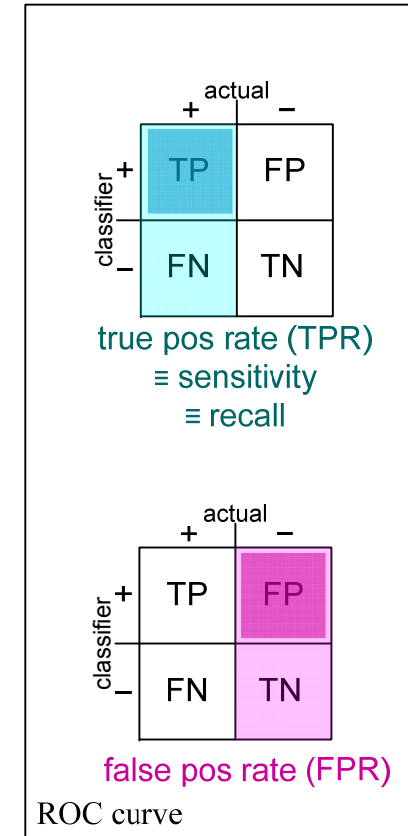 actual
+ −
classifier
+ TP FP
− FN TN
true pos rate (TPR)
≡ sensitivity
≡ recall
actual
+ −
classifier
+ TP FP
− FN TN
false pos rate (FPR)
ROC curve